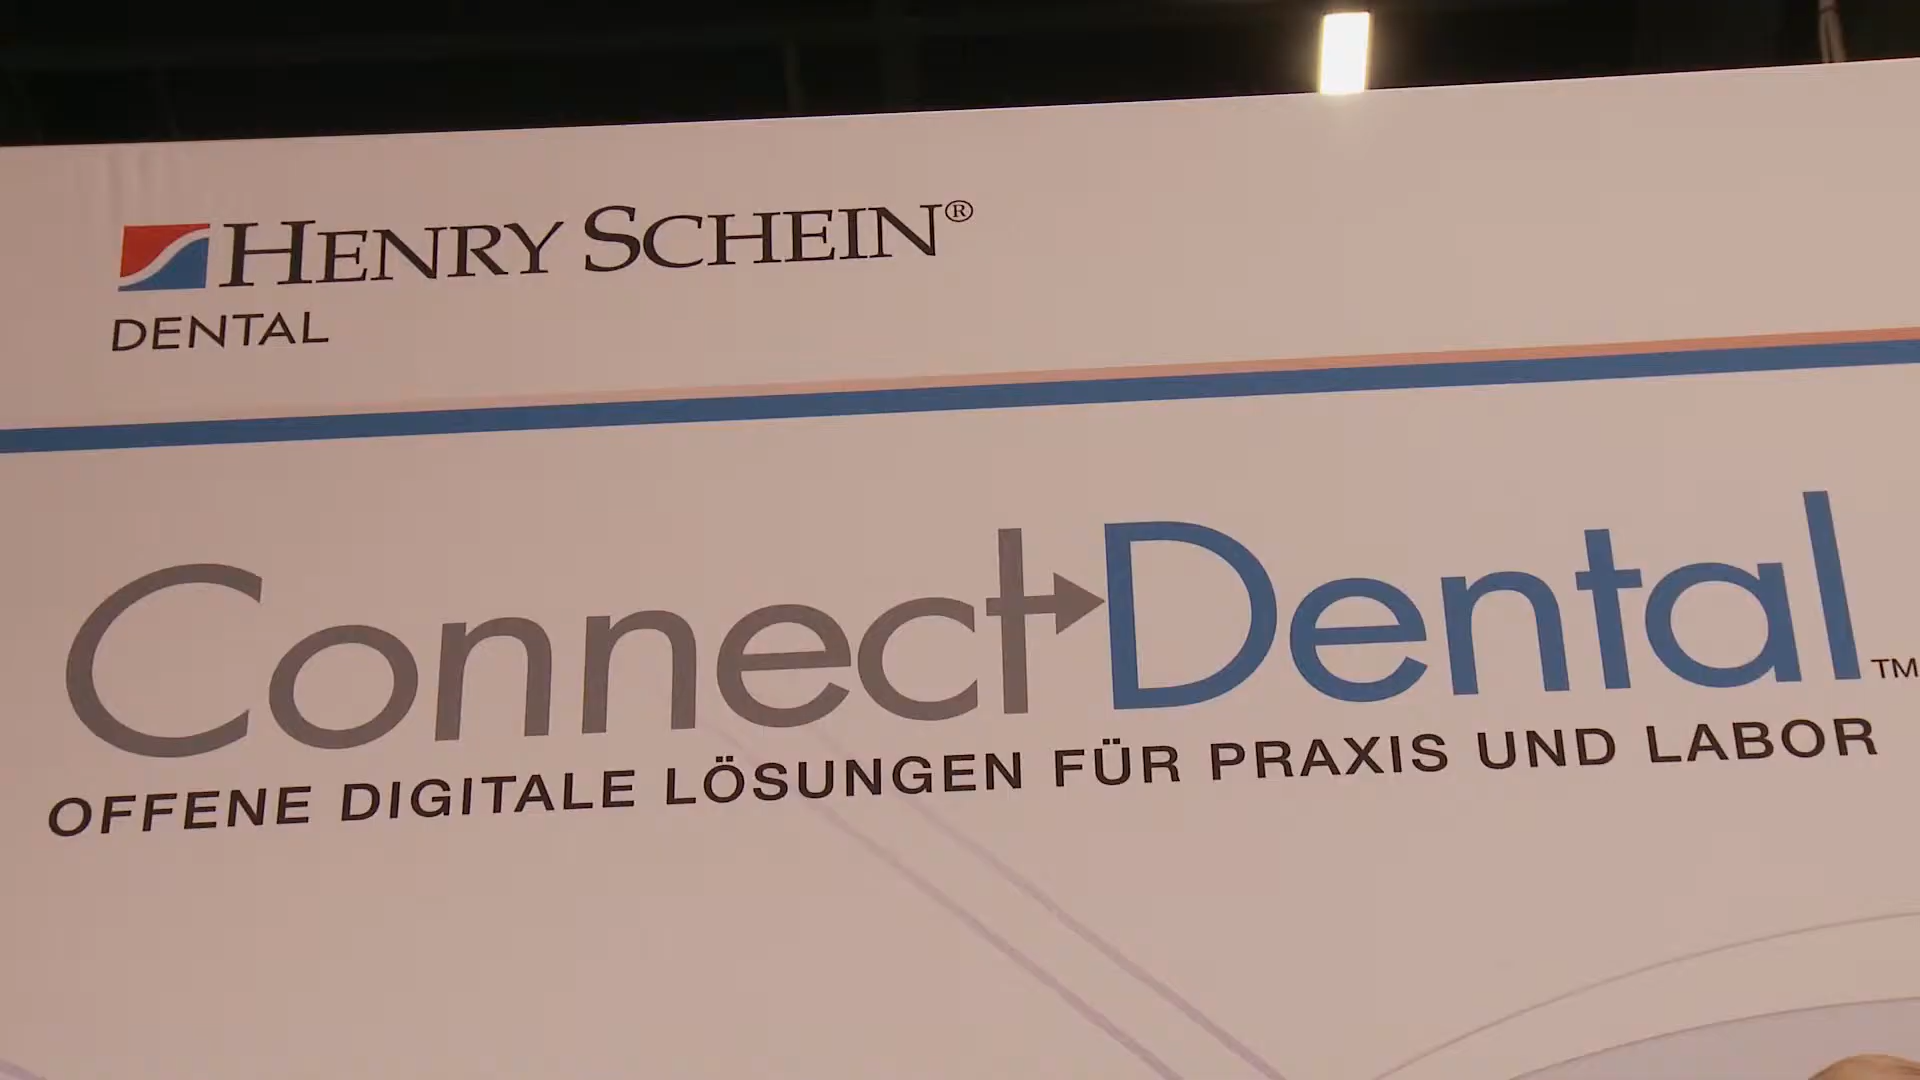 HENRY SCHEIN®
DENTAL
ConnectDental™
OFFENE DIGITALE LÖSUNGEN FÜR PRAXIS UND LABOR